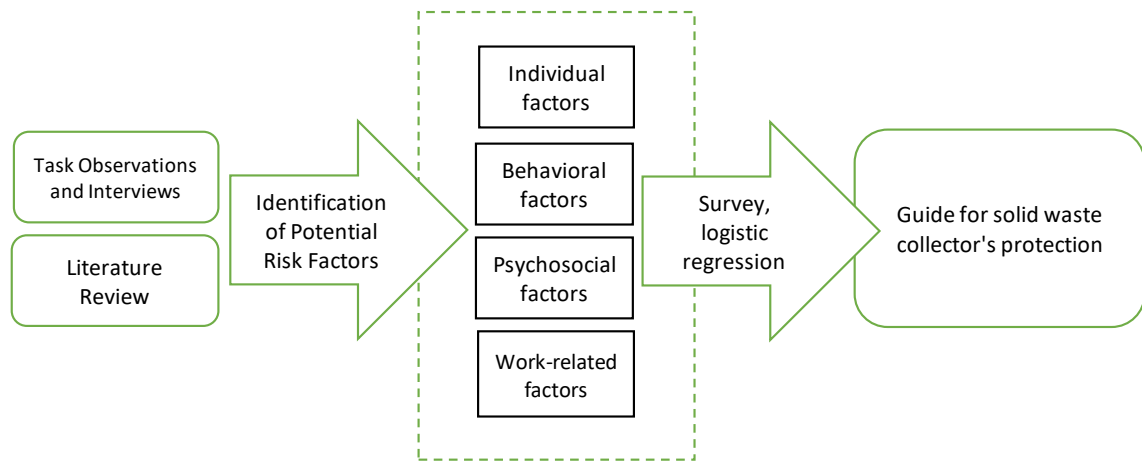 Task Observations
and Interviews
Literature
Review
Identification
of Potential
Risk Factors
Individual
factors
Behavioral
factors
Psychosocial
factors
Work-related
factors
Survey,
logistic
regression
Guide for solid waste
collector's protection